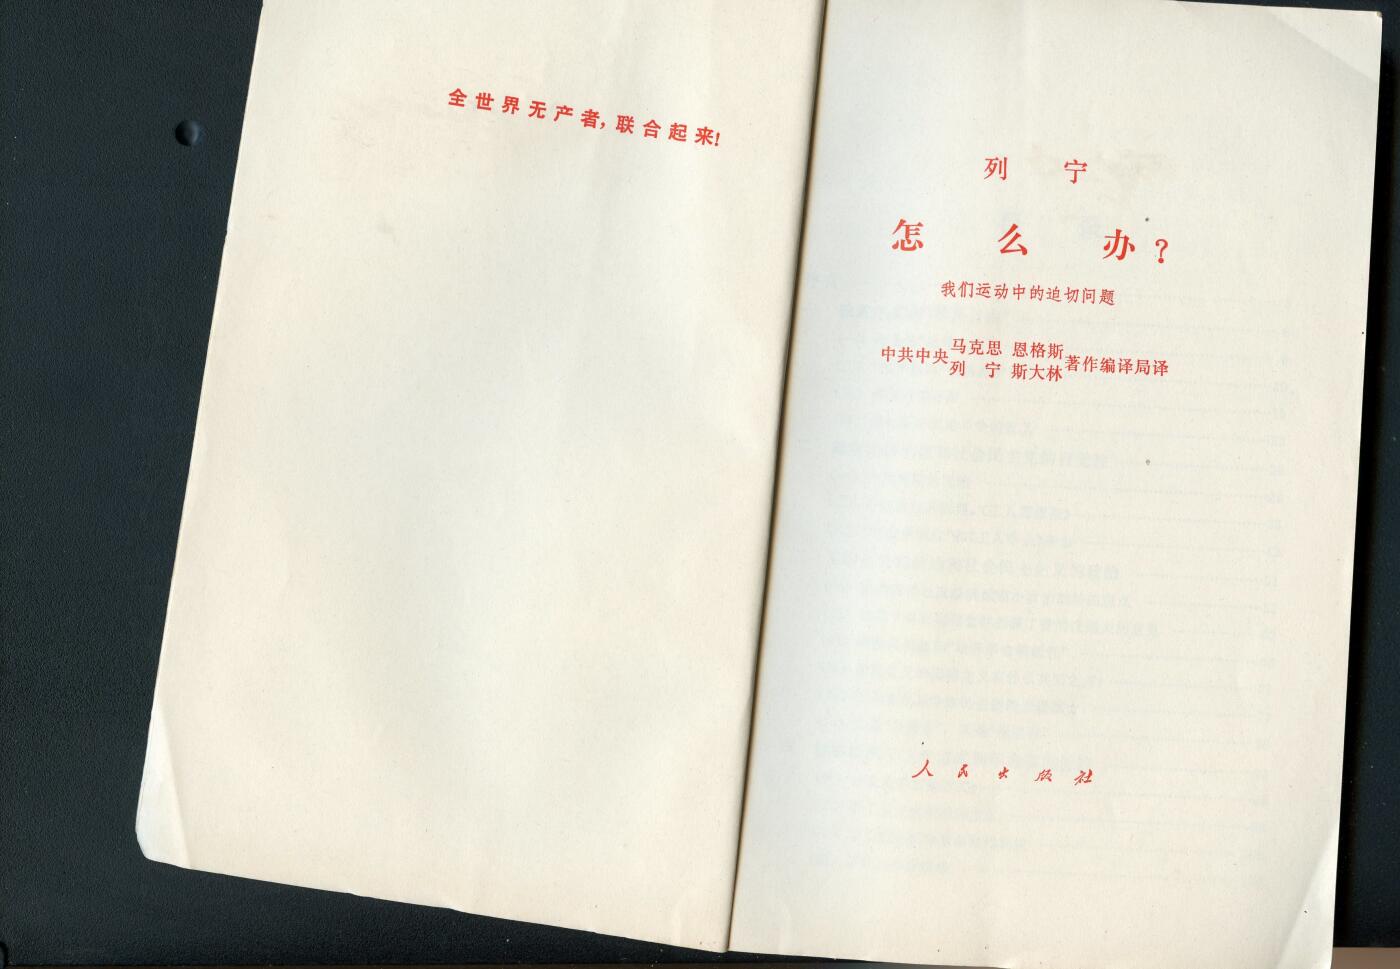 全世界无产者，联合起来！
列宁
怎么办？
我们运动中的迫切问题
中共中央马克思 恩格斯著作编译局译
列宁 斯大林
人民出版社